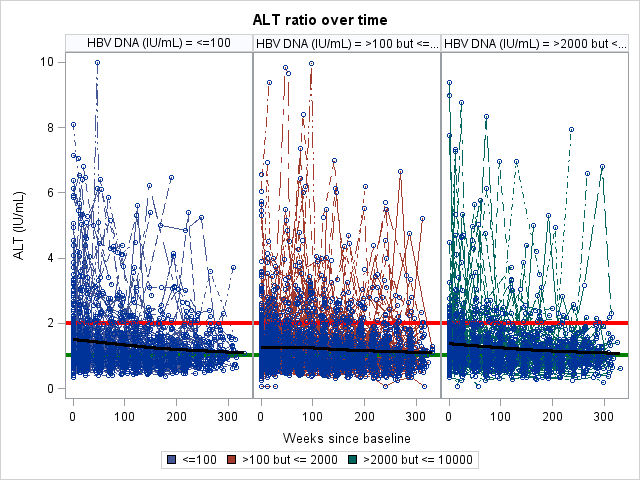 ALT ratio over time
HBV DNA (IU/mL) = <=100
HBV DNA (IU/mL) = >100 but <=...
HBV DNA (IU/mL) = >2000 but <...
ALT (IU/mL)
10
8
6
4
2
0
0 100 200 300
0 100 200 300
0 100 200 300
Weeks since baseline
<=100
>100 but <= 2000
>2000 but <= 10000